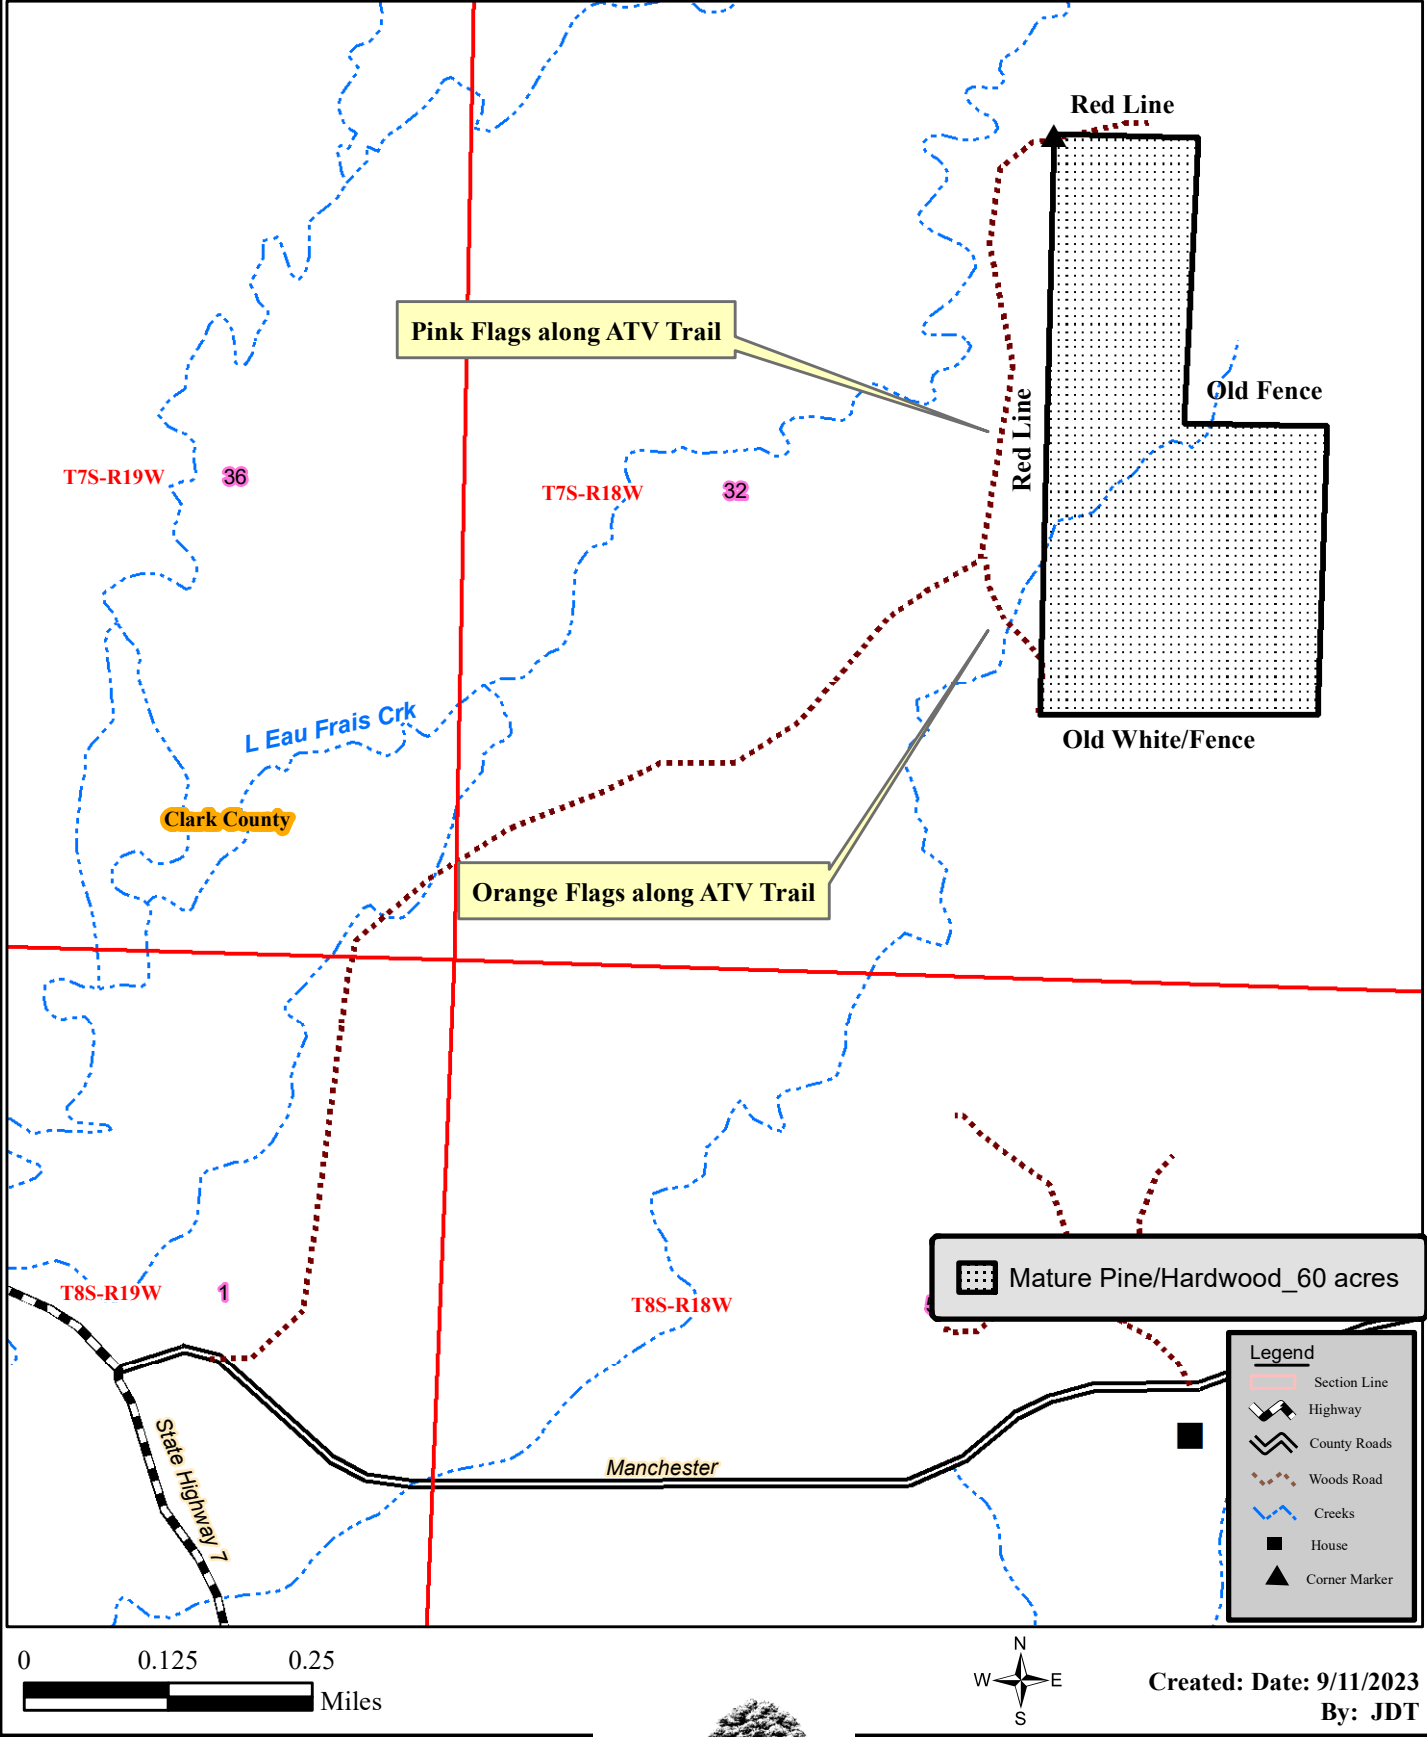 Red Line
Pink Flags along ATV Trail
Old Fence
Red Line
T7S-R19W
36
T7S-R18W
32
L Eau Frais Crk
Old White/Fence
Clark County
Orange Flags along ATV Trail
T8S-R19W
1
T8S-R18W
Mature Pine/Hardwood_60 acres
Legend
Section Line
Highway
County Roads
Woods Road
Creeks
House
Corner Marker
State Highway 7
Manchester
0
0.125
0.25
Miles
N
W
E
S
Created: Date: 9/11/2023
By: JDT